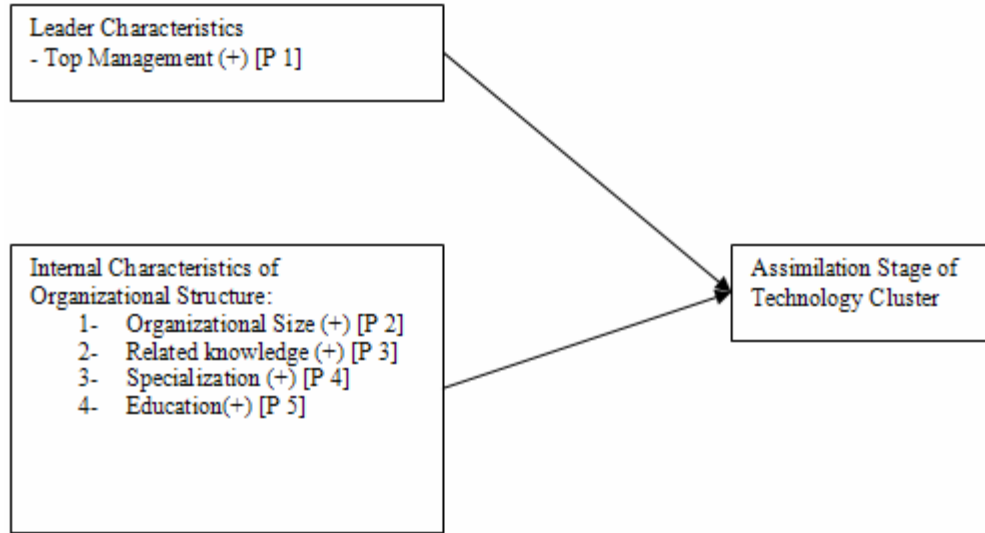 Leader Characteristics
- Top Management (+) [P 1]
Internal Characteristics of
Organizational Structure:
1- Organizational Size (+) [P 2]
2- Related knowledge (+) [P 3]
3- Specialization (+) [P 4]
4- Education(+) [P 5]
Assimilation Stage of
Technology Cluster